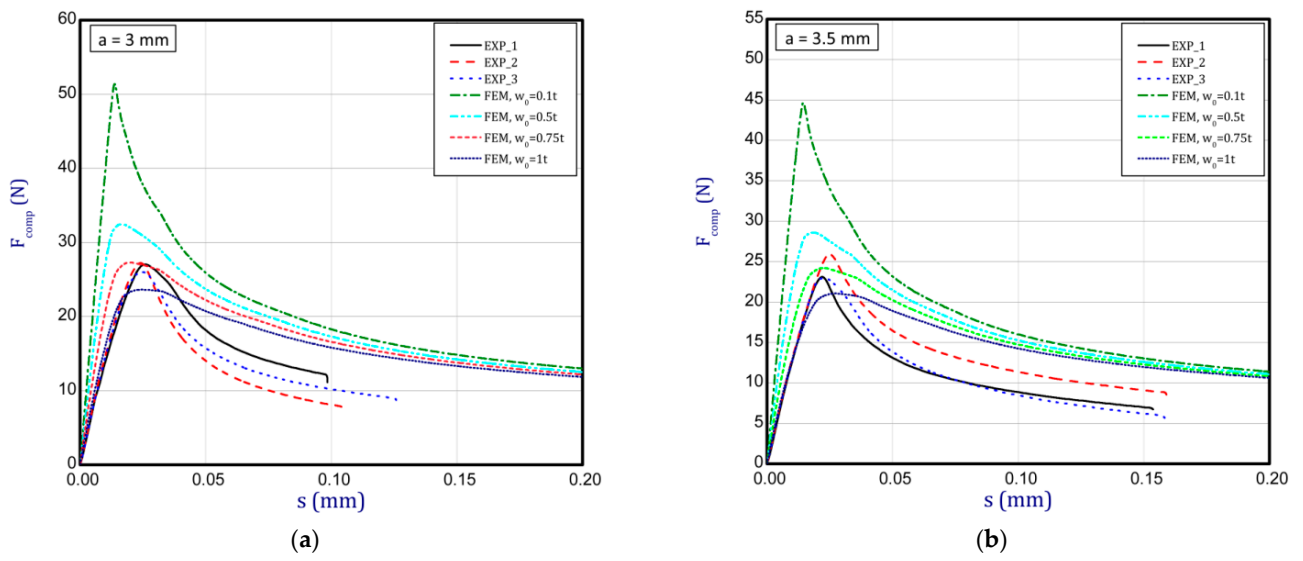 a = 3 mm
EXP_1
EXP_2
EXP_3
FEM, w₀=0.1t
FEM, w₀=0.5t
FEM, w₀=0.75t
FEM, w₀=1t
60
50
40
30
20
10
0
F_comp (N)
0.00 0.05 0.10 0.15 0.20
s (mm)
(a)
a = 3.5 mm
EXP_1
EXP_2
EXP_3
FEM, w₀=0.1t
FEM, w₀=0.5t
FEM, w₀=0.75t
FEM, w₀=1t
55
50
45
40
35
30
25
20
15
10
5
0
F_comp (N)
0.00 0.05 0.10 0.15 0.20
s (mm)
(b)